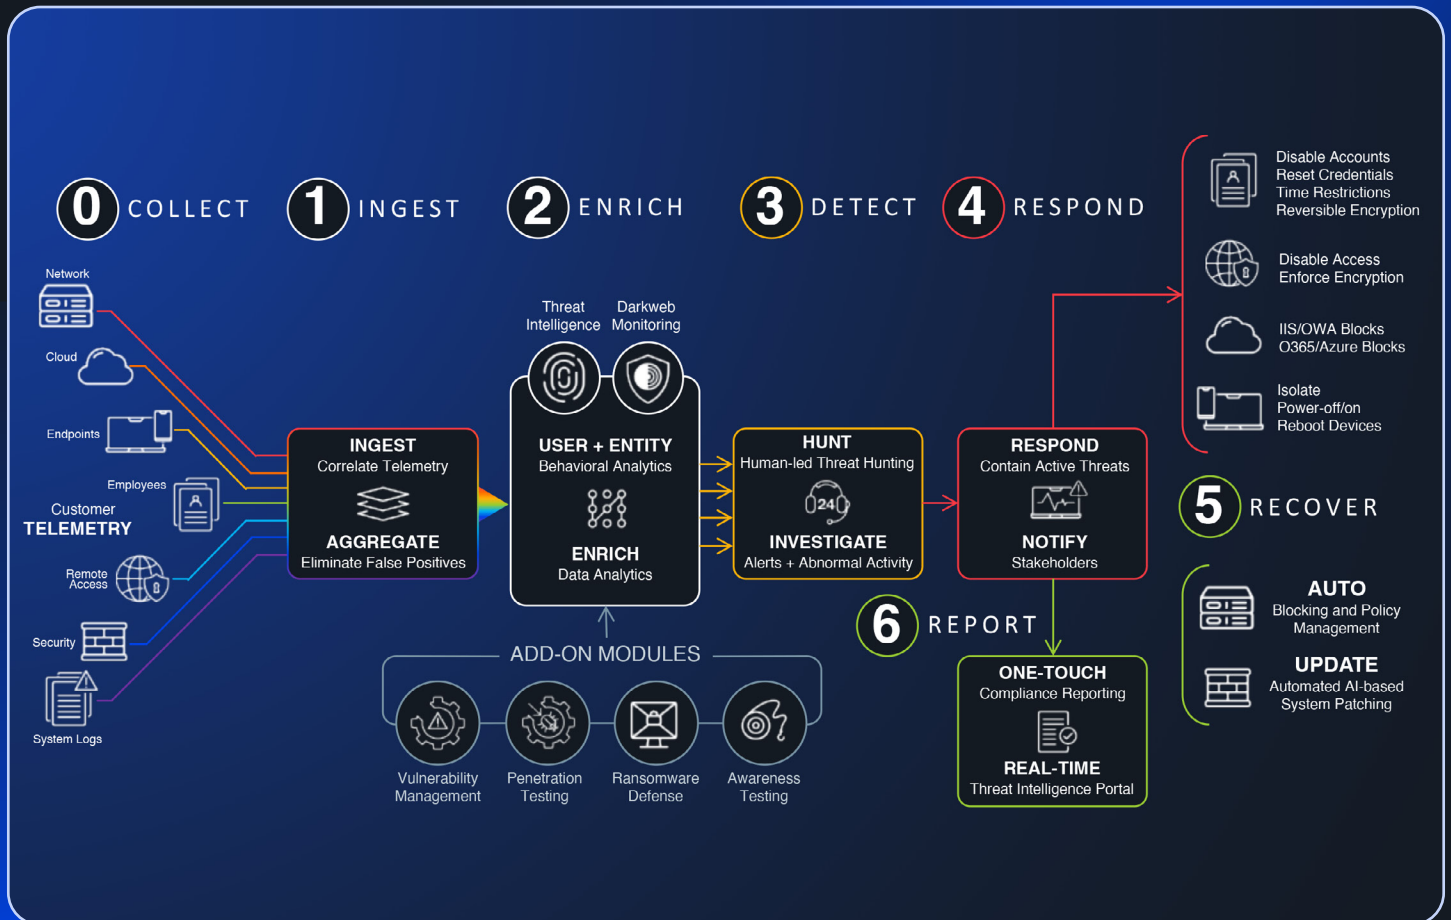 0 COLLECT
1 INGEST
2 ENRICH
3 DETECT
4 RESPOND
Network
Cloud
Endpoints
Employees
Customer
TELEMETRY
Remote
Access
Security
System Logs
INGEST
Correlate Telemetry
AGGREGATE
Eliminate False Positives
Threat
Intelligence
Darkweb
Monitoring
USER + ENTITY
Behavioral Analytics
ENRICH
Data Analytics
ADD-ON MODULES
Vulnerability
Management
Penetration
Testing
Ransomware
Defense
Awareness
Testing
HUNT
Human-led Threat Hunting
24
INVESTIGATE
Alerts + Abnormal Activity
RESPOND
Contain Active Threats
NOTIFY
Stakeholders
Disable Accounts
Reset Credentials
Time Restrictions
Reversible Encryption
Disable Access
Enforce Encryption
IIS/OWA Blocks
O365/Azure Blocks
Isolate
Power-off/on
Reboot Devices
5 RECOVER
AUTO
Blocking and Policy
Management
UPDATE
Automated AI-based
System Patching
6 REPORT
ONE-TOUCH
Compliance Reporting
REAL-TIME
Threat Intelligence Portal